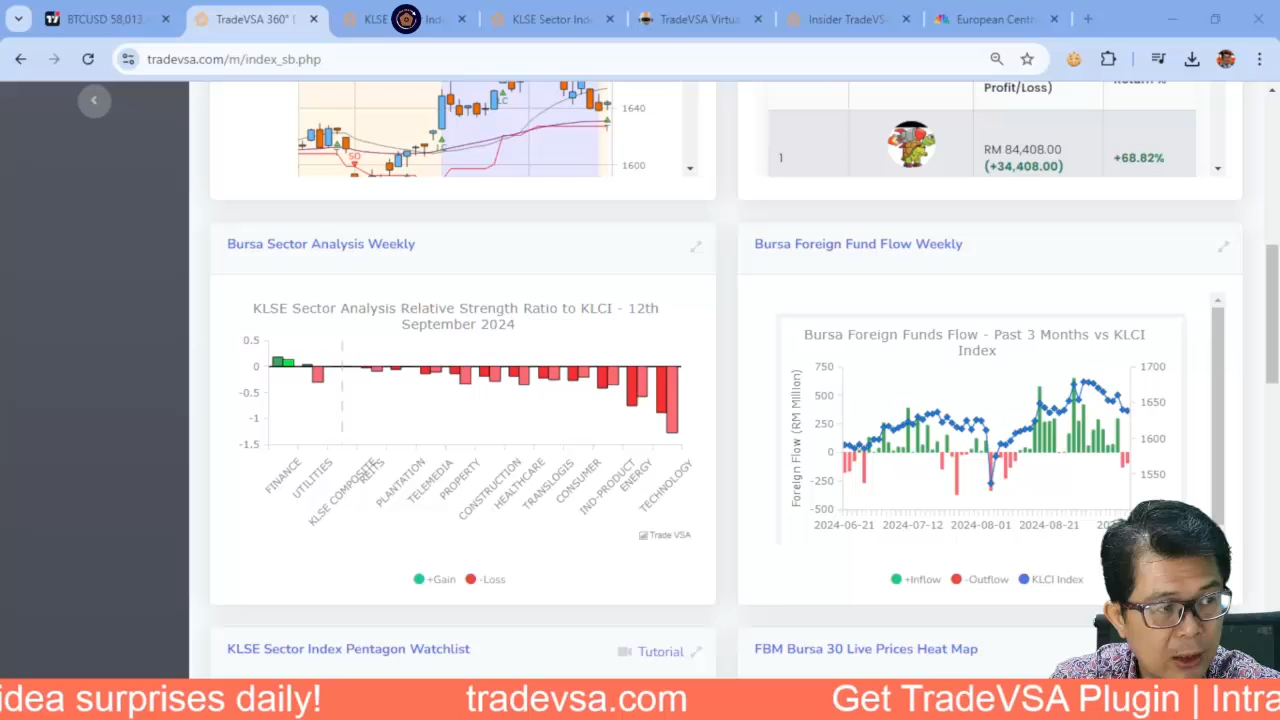 BTCUSD 58,013.
TradeVSA 360°
KLSE
Inde
KLSE Sector Ind
TradeVSA Virtua
Insider TradeVS
European Centr
tradevsa.com/m/index_sb.php
1640
1600
SO
LC
LC
Profit/Loss)
Return %
1
RM 84,408.00
(+34,408.00)
+68.82%
Bursa Sector Analysis Weekly
KLSE Sector Analysis Relative Strength Ratio to KLCI - 12th
September 2024
0.5
0
-0.5
-1
-1.5
FINANCE
UTILITIES
KLSE COMPOSITE
REITS
PLANTATION
TELEMEDIA
PROPERTY
CONSTRUCTION
HEALTHCARE
TRANSLOGIS
CONSUMER
IND-PRODUCT
ENERGY
TECHNOLOGY
Trade VSA
+Gain
-Loss
Bursa Foreign Fund Flow Weekly
Bursa Foreign Funds Flow - Past 3 Months vs KLCI
Index
Foreign Flow (RM Million)
750
500
250
0
-250
-500
1700
1650
1600
1550
2024-06-21
2024-07-12
2024-08-01
2024-08-21
+Inflow
-Outflow
KLCI Index
KLSE Sector Index Pentagon Watchlist
Tutorial
FBM Bursa 30 Live Prices Heat Map
idea surprises daily!
tradevsa.com
Get TradeVSA Plugin | Intra